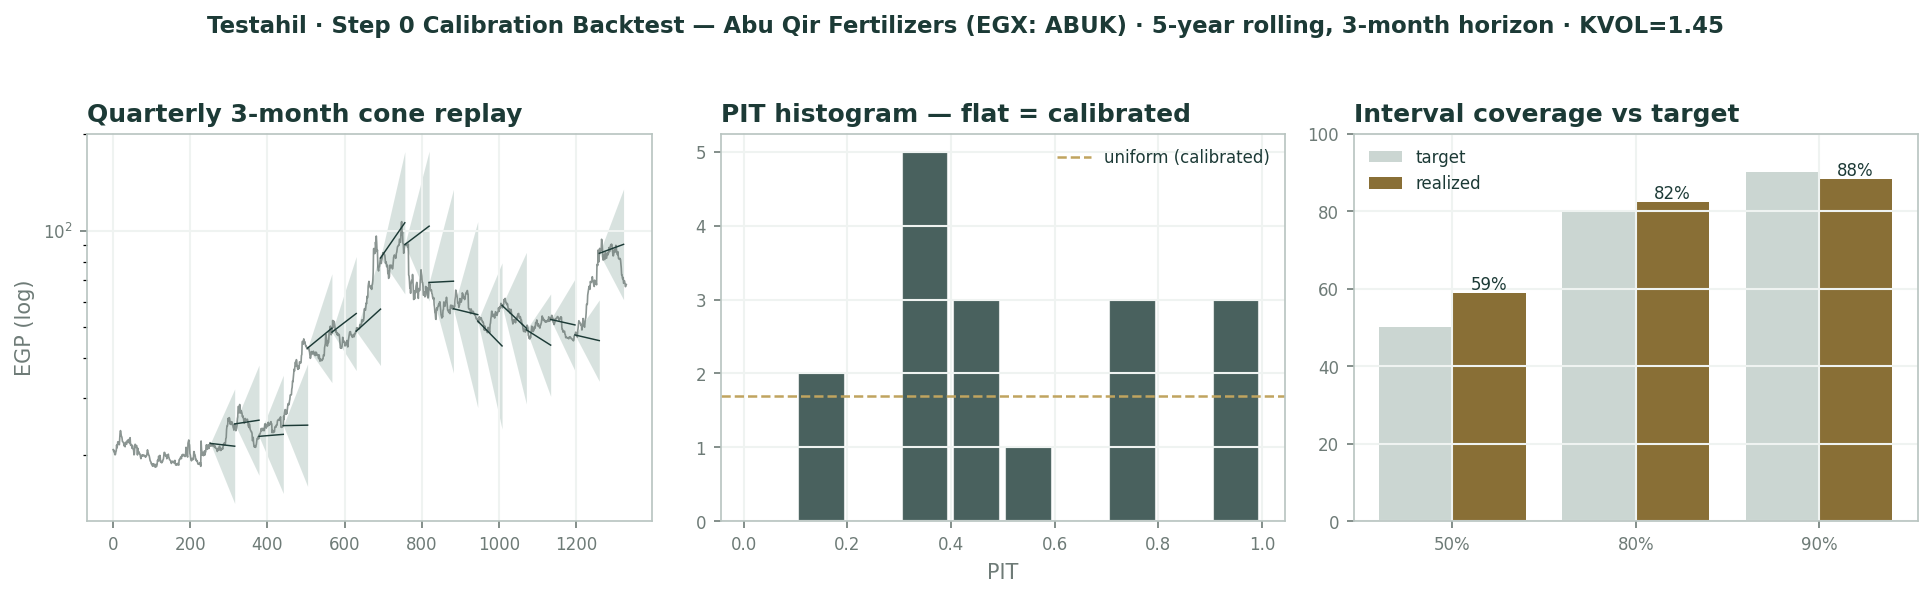 Testahil · Step 0 Calibration Backtest — Abu Qir Fertilizers (EGX: ABUK) · 5-year rolling, 3-month horizon · KVOL=1.45
Quarterly 3-month cone replay
EGP (log)
10²
0 200 400 600 800 1000 1200
PIT histogram — flat = calibrated
uniform (calibrated)
5
4
3
2
1
0
0.0 0.2 0.4 0.6 0.8 1.0
PIT
Interval coverage vs target
target
realized
100
80
60
40
20
0
59%
82%
88%
50% 80% 90%